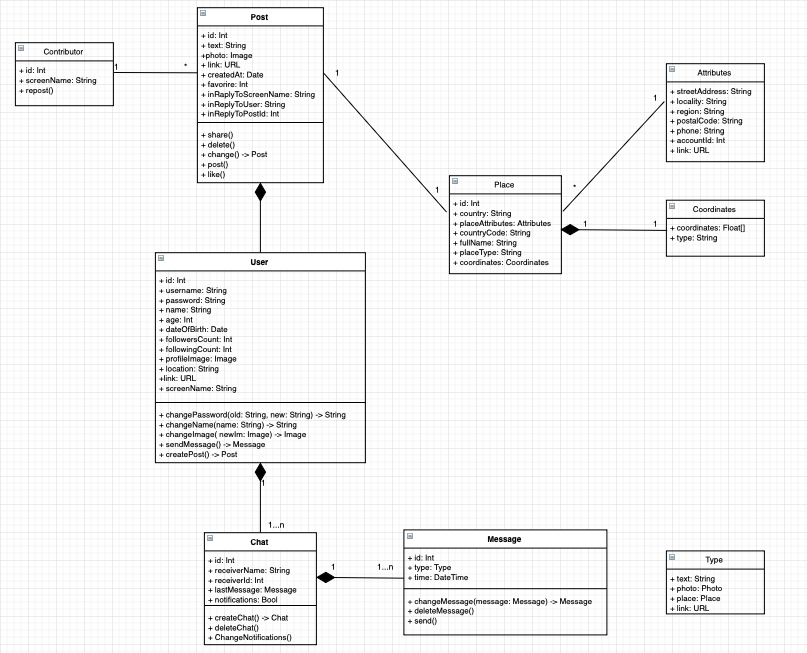 Post
+ id: Int
+ text: String
+photo: Image
+ link: URL
+ createdAt: Date
+ favorire: Int
+ inRaplyToScreenName: String
+ inReplyToUser: String
+ inReplyToPostId: Int
+ share()
+ delete()
+ change() -> Post
+ post()
+ like()
Contributor
+ id: Int
+ screenName: String
+ repost()
1
*
1
1
Attributes
+ streetAddress: String
+ locality: String
+ region: String
+ postalCode: String
+ phone: String
+ accountId: Int
+ link: URL
1
*
Place
+ id: Int
+ country: String
+ placeAttributes: Attributes
+ countryCode: String
+ fullName: String
+ placeType: String
+ coordinates: Coordinates
1
1
Coordinates
+ coordinates: Float[]
+ type: String
User
+ id: Int
+ username: String
+ password: String
+ name: String
+ age: Int
+ dateOfBirth: Date
+ followersCount: Int
+ followingCount: Int
+ profileImage: Image
+ location: String
+link: URL
+ screenName: String
+ changePassword(old: String, new: String) -> String
+ changeName(name: String) -> String
+ changeImage( newIm: Image) -> Image
+ sendMessage() -> Message
+ createPost() -> Post
1
1...n
Chat
+ id: Int
+ receiverName: String
+ receiverId: Int
+ lastMessage: Message
+ notifications: Bool
+ createChat() -> Chat
+ deleteChat()
+ ChangeNotifications()
1
1...n
Message
+ id: Int
+ type: Type
+ time: DateTime
+ changeMessage(message: Message) -> Message
+ deleteMessage()
+ send()
Type
+ text: String
+ photo: Photo
+ place: Place
+ link: URL